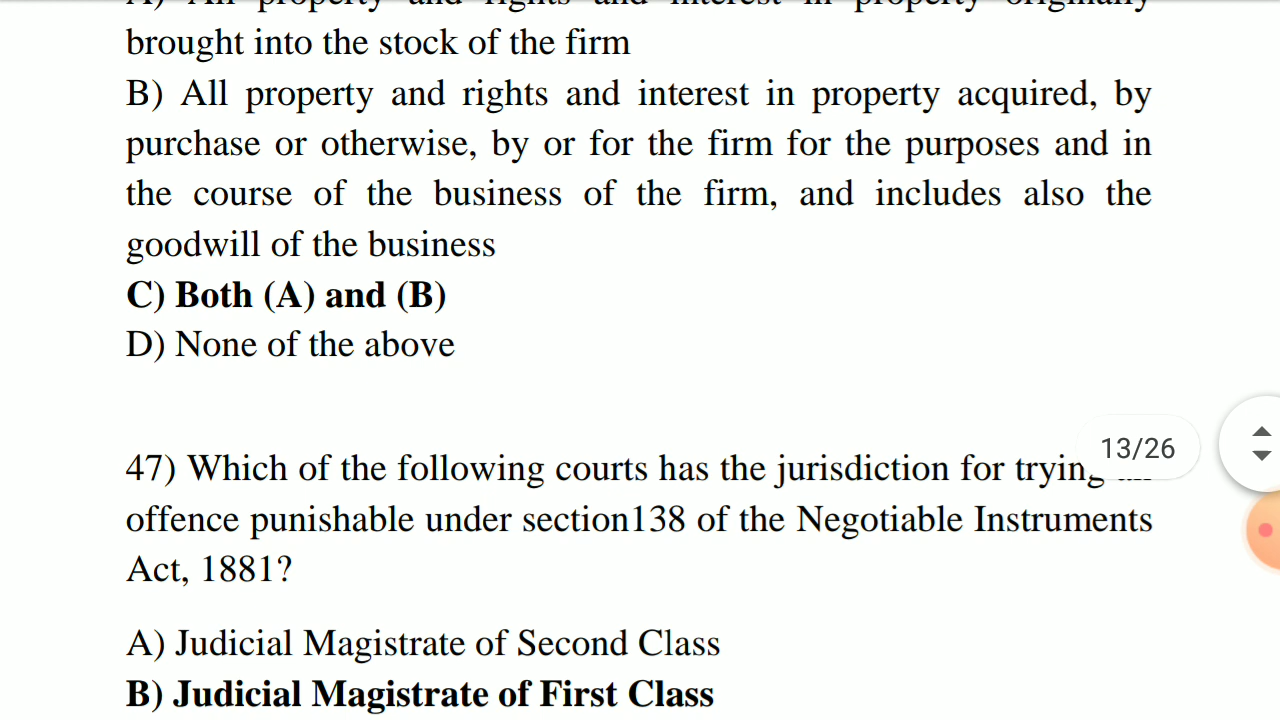 brought into the stock of the firm
B) All property and rights and interest in property acquired, by
purchase or otherwise, by or for the firm for the purposes and in
the course of the business of the firm, and includes also the
goodwill of the business
C) Both (A) and (B)
D) None of the above
13/26
47) Which of the following courts has the jurisdiction for
offence punishable under section138 of the Negotiable Instruments
Act, 1881?
A) Judicial Magistrate of Second Class
B) Judicial Magistrate of First Class